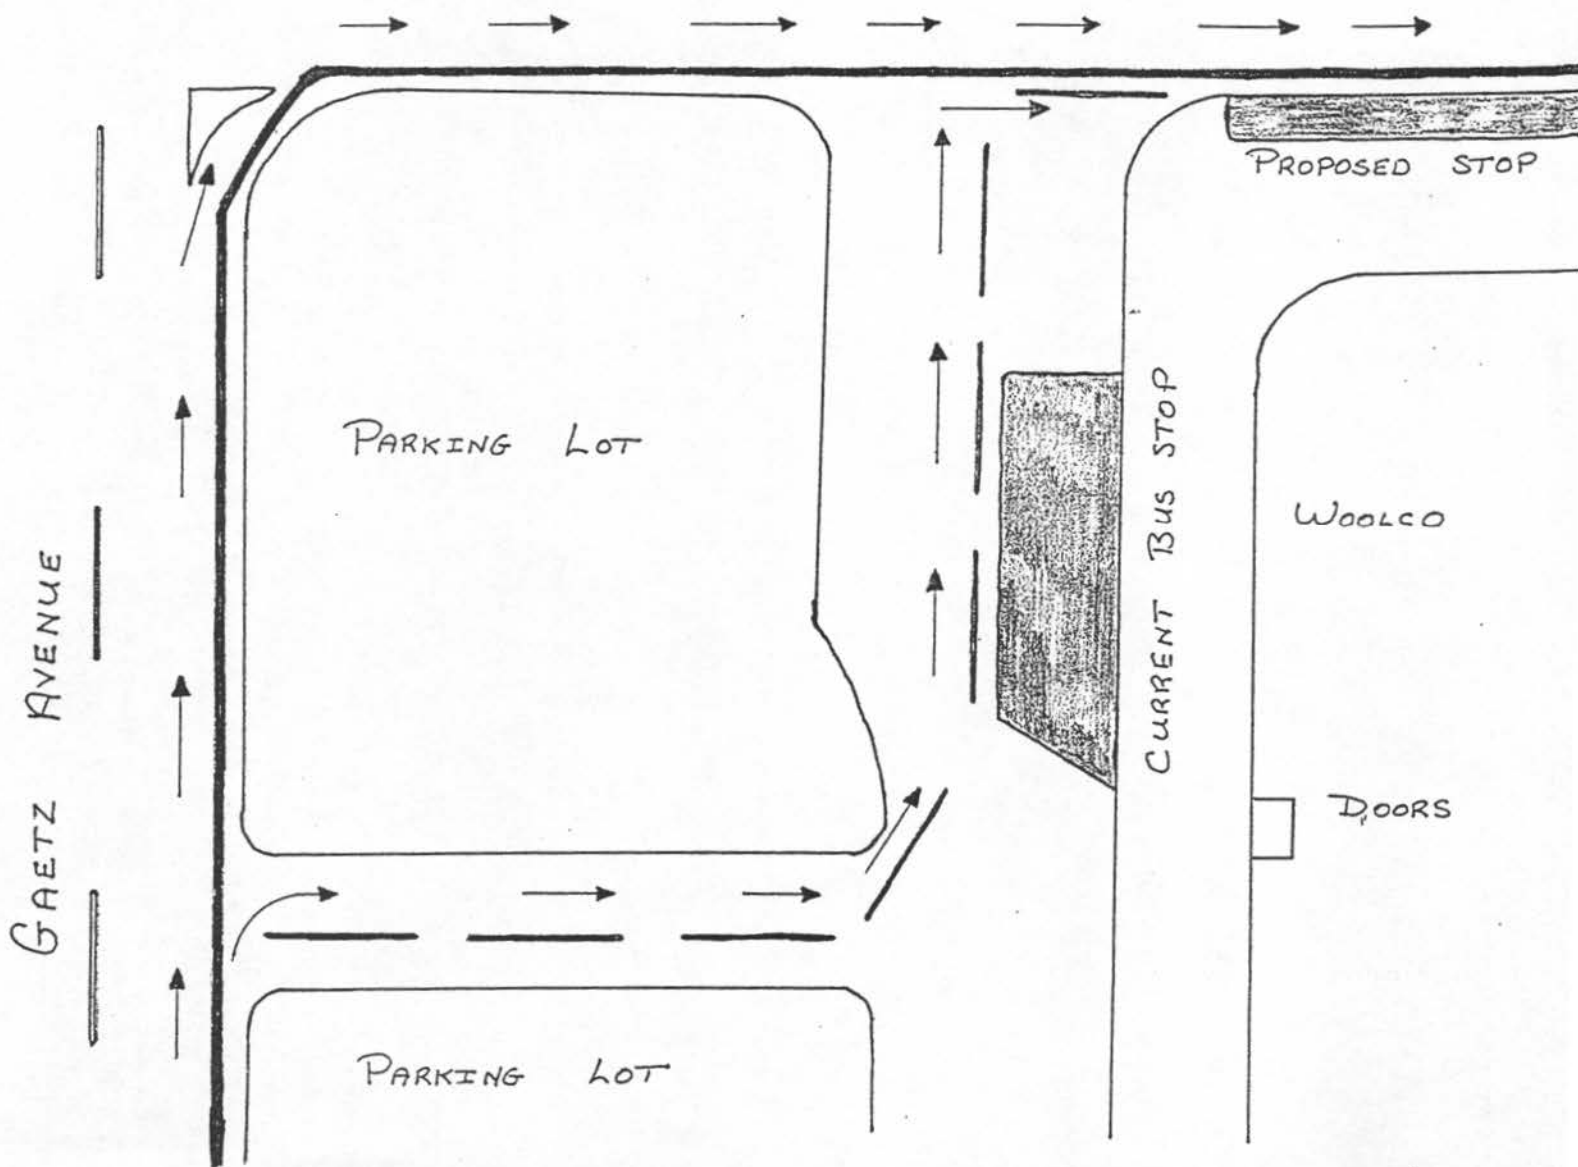 PROPOSED STOP
PARKING LOT
CURRENT BUS STOP
WOOLCO
GAETZ AVENUE
DOORS
PARKING LOT